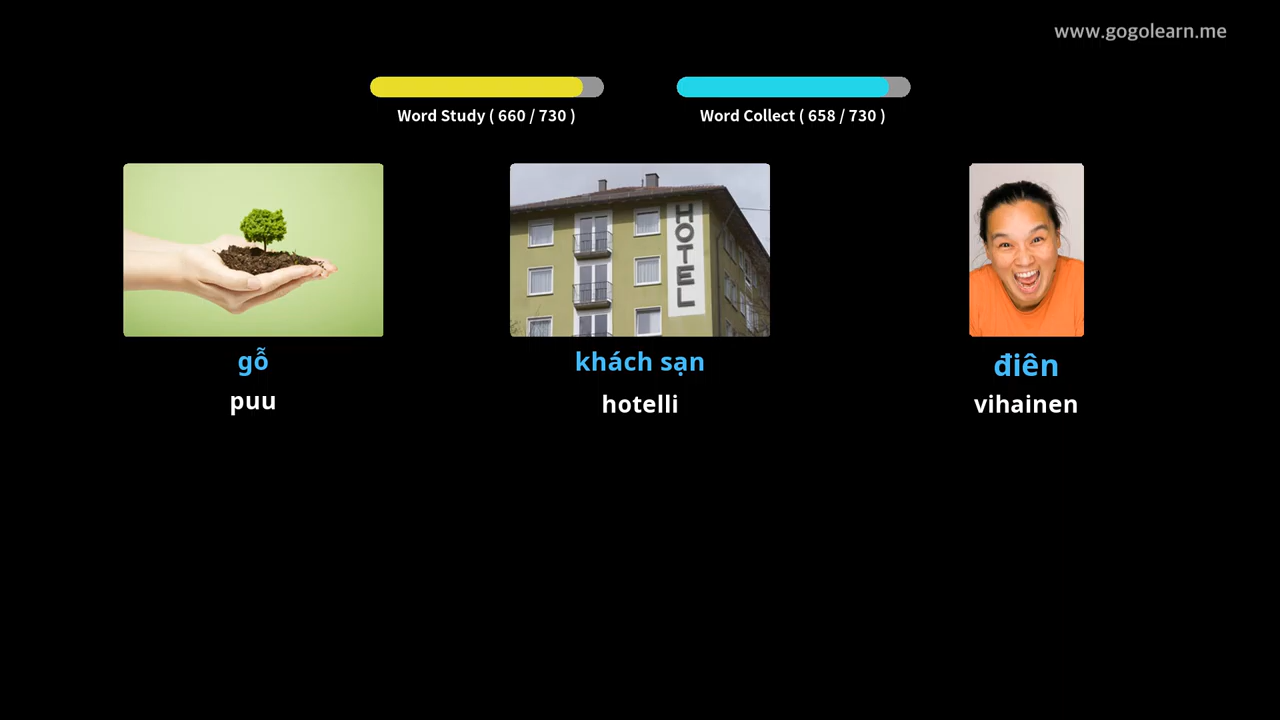 www.gogolearn.me
Word Study ( 660 / 730 )
Word Collect ( 658 / 730 )
HOTEL
gỗ
khách sạn
điên
puu
hotelli
vihainen